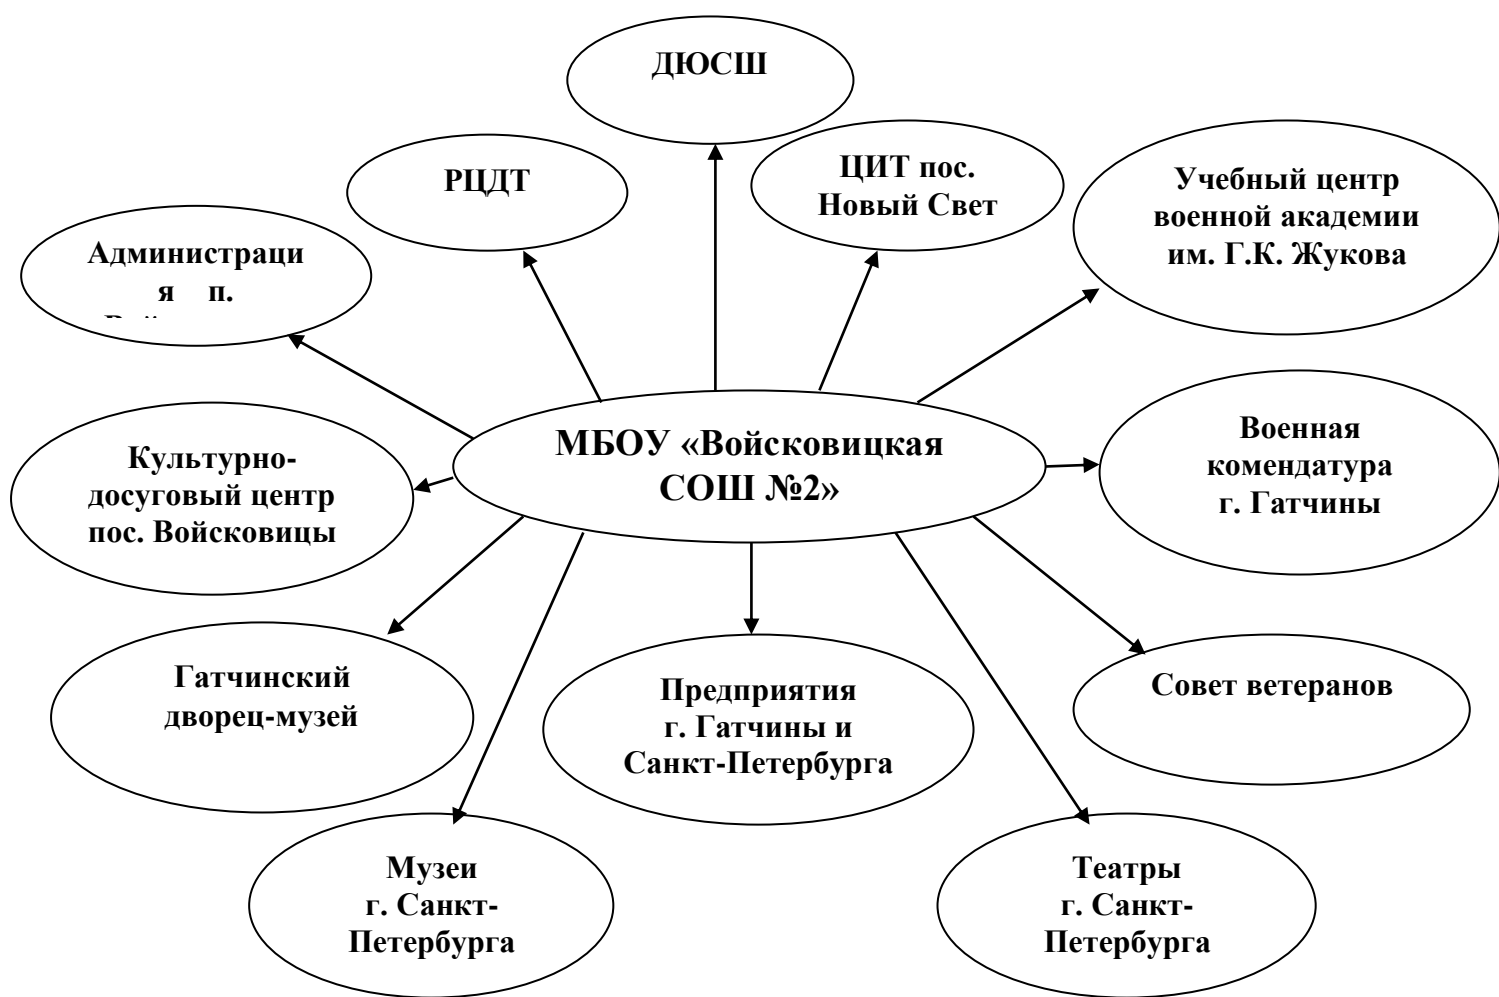 ДЮСШ
РЦДТ
ЦИТ пос.
Новый Свет
Учебный центр
военной академии
им. Г.К. Жукова
Администраци
я п.
МБОУ «Войсковицкая
СОШ №2»
Культурно-
досуговый центр
пос. Войсковицы
Военная
комендатура
г. Гатчины
Гатчинский
дворец-музей
Предприятия
г. Гатчины и
Санкт-Петербурга
Совет ветеранов
Музеи
г. Санкт-
Петербурга
Театры
г. Санкт-
Петербурга